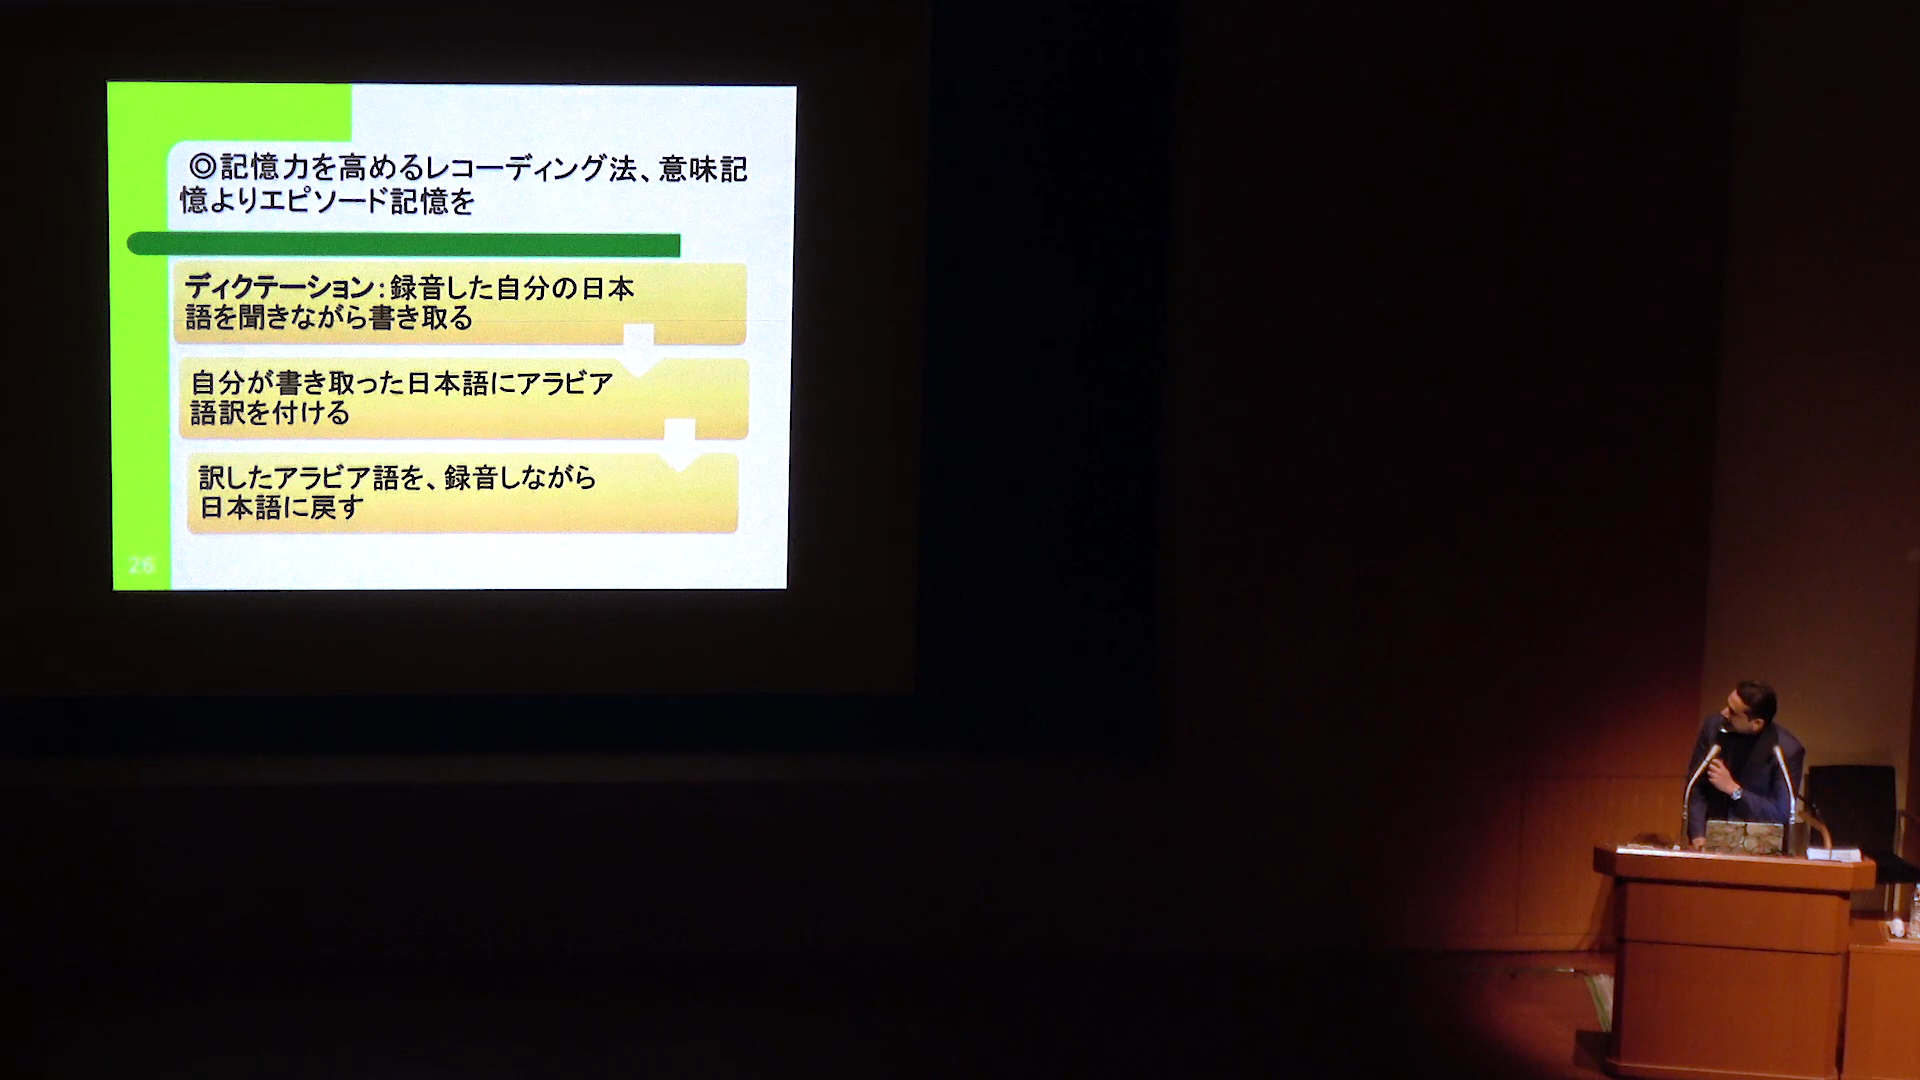 ◎記憶力を高めるレコーディング法、意味記
憶よりエピソード記憶を
ディクテーション:録音した自分の日本
語を聞きながら書き取る
自分が書き取った日本語にアラビア
語訳を付ける
訳したアラビア語を、録音しながら
日本語に戻す
26